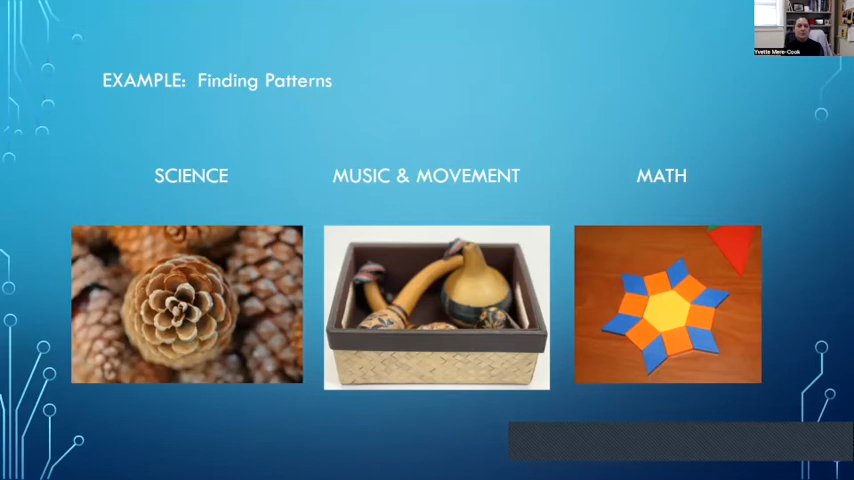 Yvette Mere-Cook
EXAMPLE: Finding Patterns
SCIENCE
MUSIC & MOVEMENT
MATH